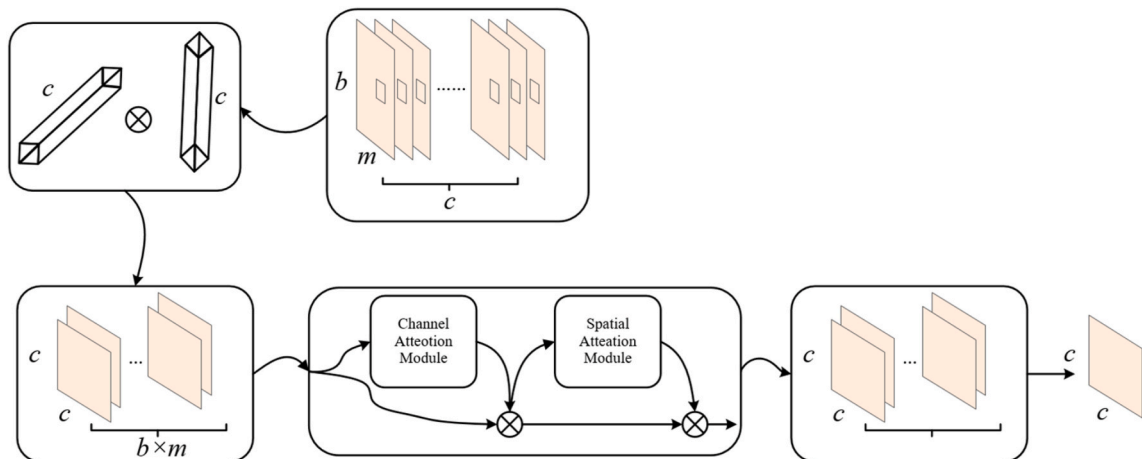 c
c
b
......
m
c
c
...
c
b×m
Channel
Atteotion
Module
Spatial
Atteation
Module
c
...
c
c
c